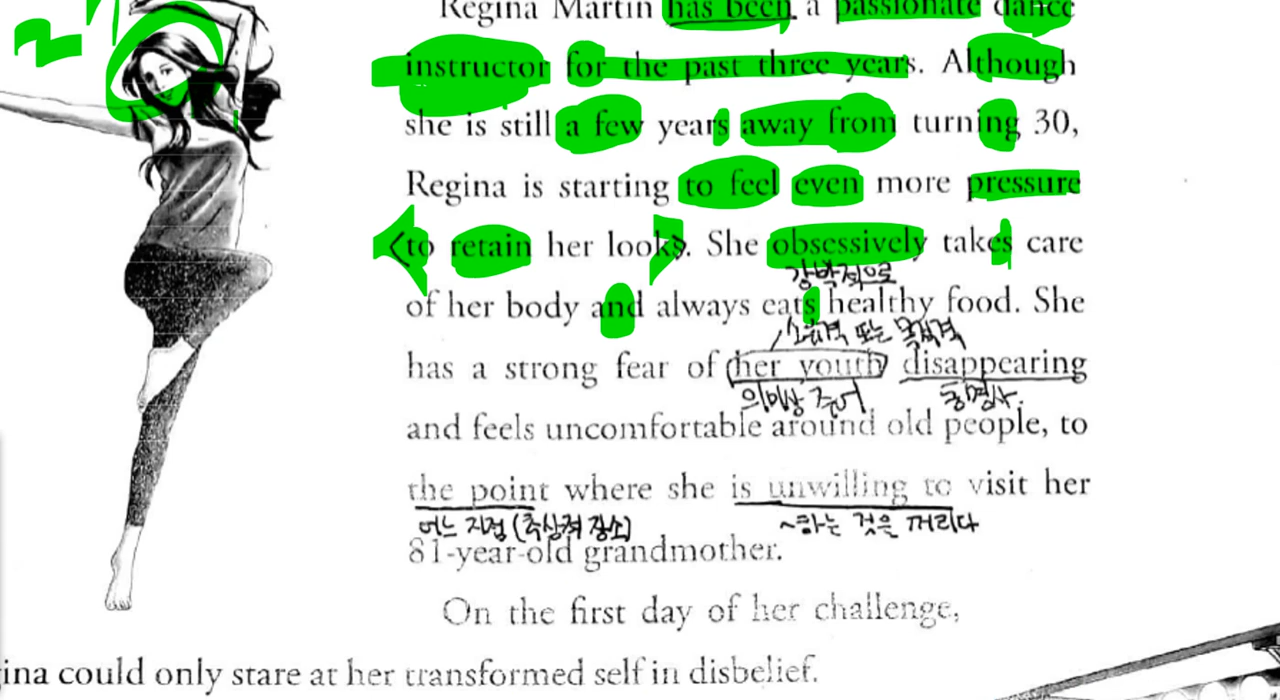 Regina Martin has been a passionate dance
instructor for the past three years. Although
she is still a few years away from turning 30,
Regina is starting to feel even more pressure
<to retain her looks>. She obsessively takes care
강박적으로
of her body and always eats healthy food. She
소유격 또는 목적격
has a strong fear of her youth disappearing
의미상 주어 동명사.
and feels uncomfortable around old people, to
the point where she is unwilling to visit her
어느 지점 (추상적 장소) ~하는 것을 꺼리다
81-year-old grandmother.
On the first day of her challenge,
ina could only stare at her transformed self in disbelief.